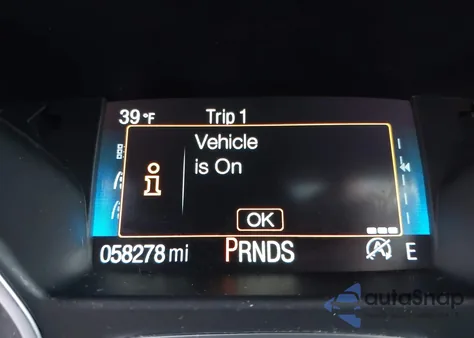 39°F Trip 1
Vehicle
is On
OK
058278 mi PRNDS E
autoSnap